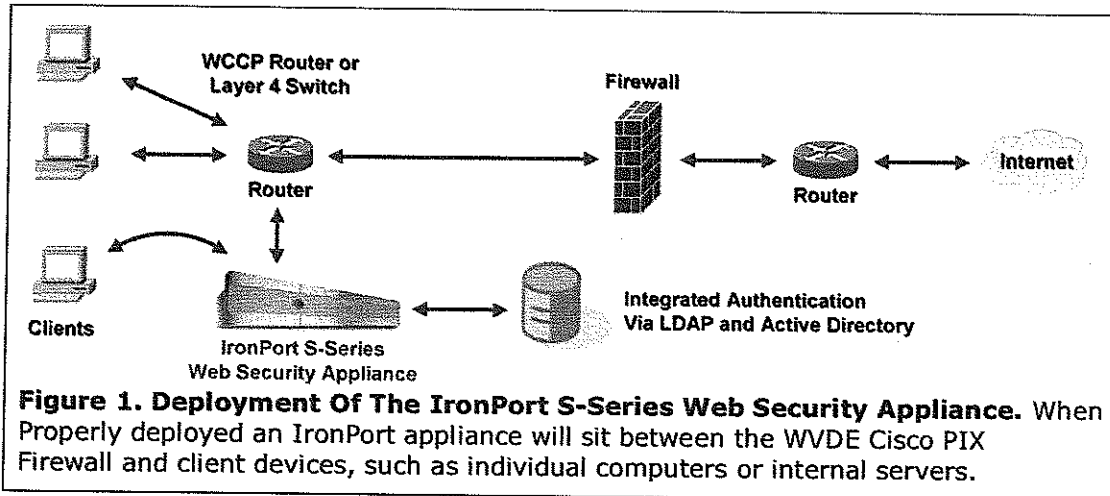 WCCP Router or
Layer 4 Switch
Firewall
Router
Router
Internet
Clients
IronPort S-Series
Web Security Appliance
Integrated Authentication
Via LDAP and Active Directory
Figure 1. Deployment Of The IronPort S-Series Web Security Appliance. When
Properly deployed an IronPort appliance will sit between the WVDE Cisco PIX
Firewall and client devices, such as individual computers or internal servers.